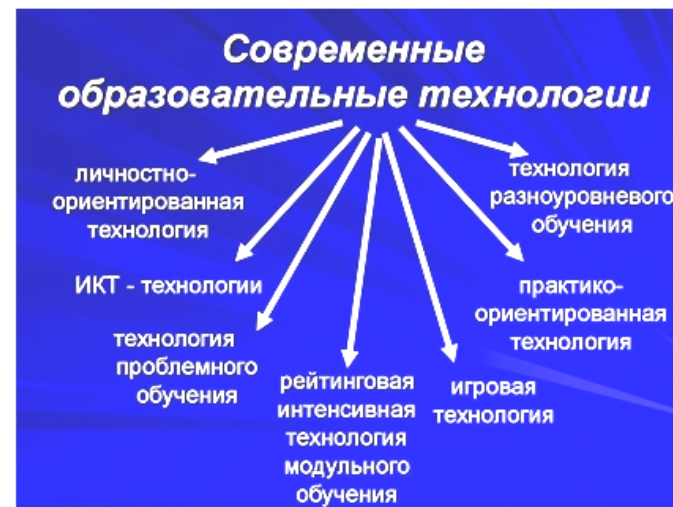 Современные
образовательные технологии
личностно-
ориентированная
технология
ИКТ - технологии
технология
проблемного
обучения
рейтинговая
интенсивная
технология
модульного
обучения
игровая
технология
практико-
ориентированная
технология
технология
разноуровневого
обучения